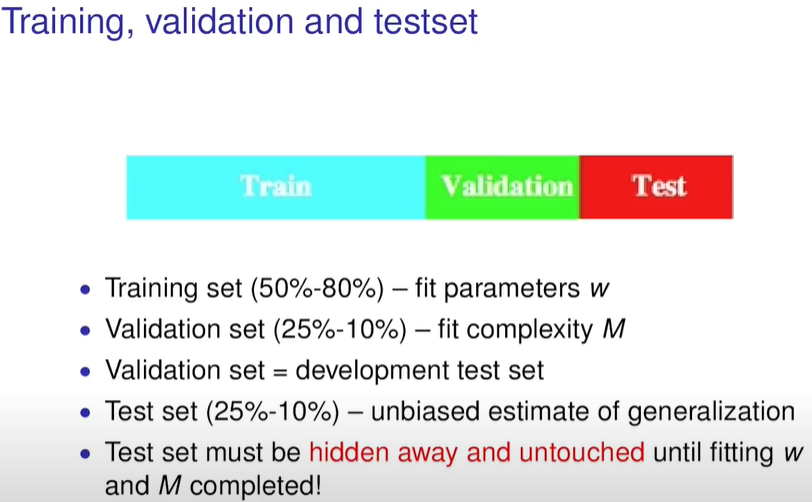 Training, validation and testset
Train Validation Test
• Training set (50%-80%) – fit parameters w
• Validation set (25%-10%) – fit complexity M
• Validation set = development test set
• Test set (25%-10%) – unbiased estimate of generalization
• Test set must be hidden away and untouched until fitting w
and M completed!